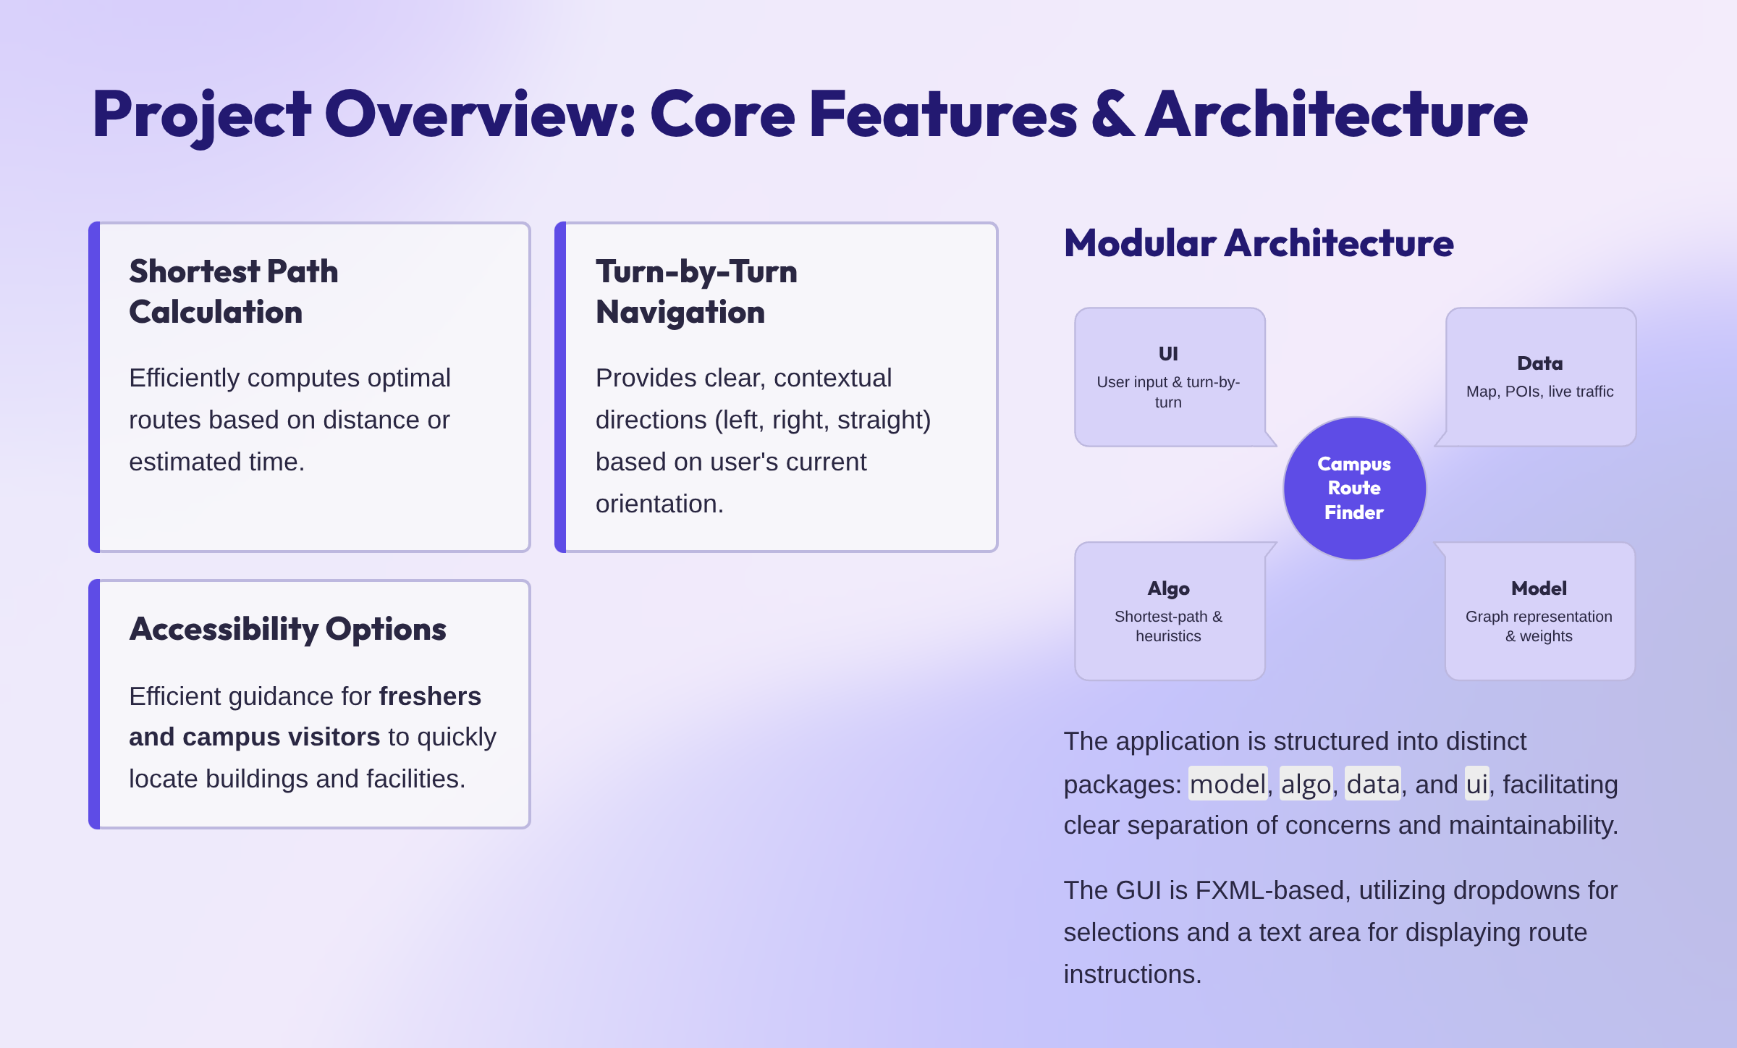 Project Overview: Core Features & Architecture
Shortest Path
Calculation
Efficiently computes optimal
routes based on distance or
estimated time.
Turn-by-Turn
Navigation
Provides clear, contextual
directions (left, right, straight)
based on user's current
orientation.
Accessibility Options
Efficient guidance for freshers
and campus visitors to quickly
locate buildings and facilities.
Modular Architecture
UI
User input & turn-by-
turn
Data
Map, POIs, live traffic
Campus
Route
Finder
Algo
Shortest-path &
heuristics
Model
Graph representation
& weights
The application is structured into distinct
packages: model, algo, data, and ui, facilitating
clear separation of concerns and maintainability.
The GUI is FXML-based, utilizing dropdowns for
selections and a text area for displaying route
instructions.